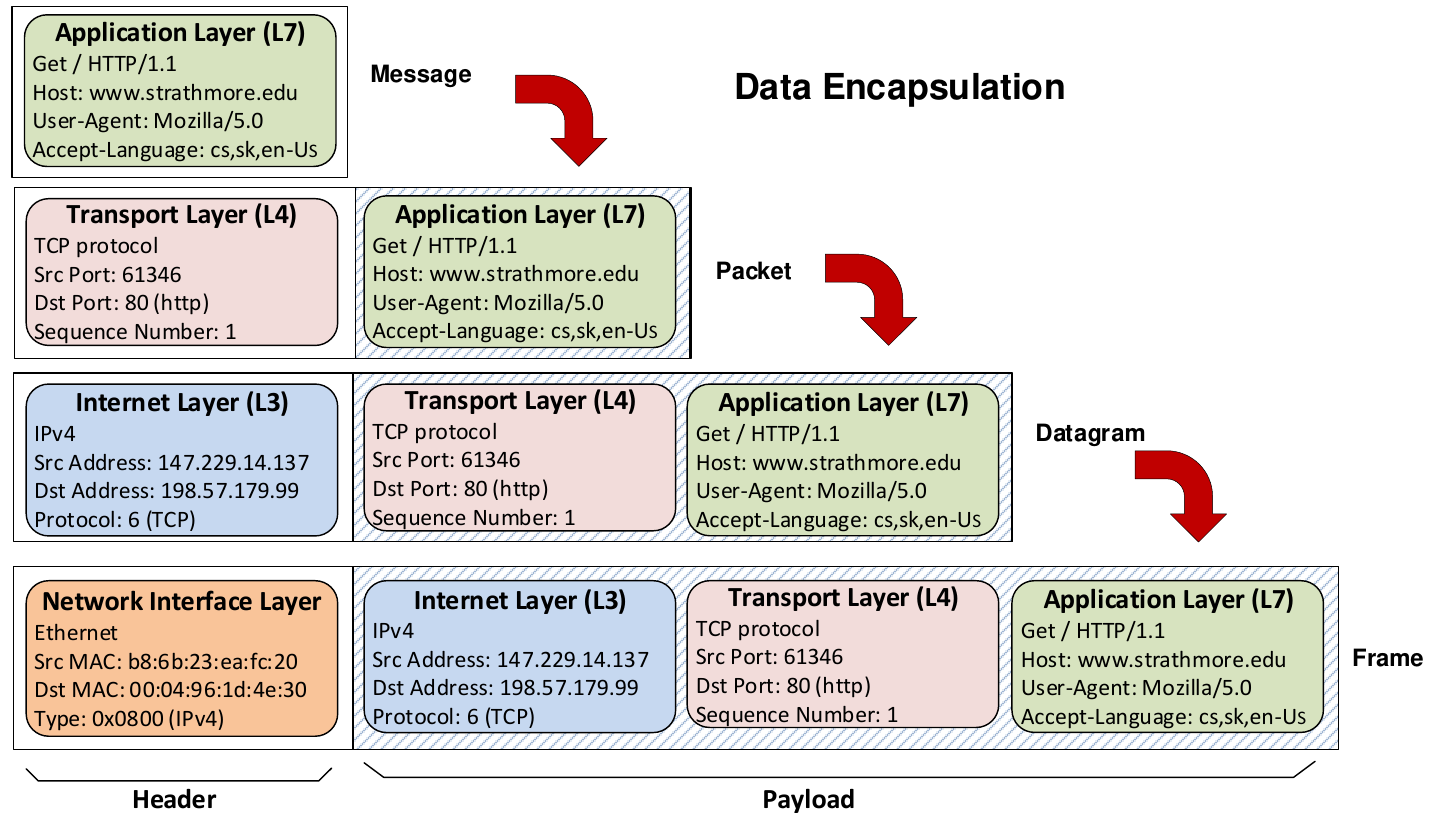 Application Layer (L7)
Get / HTTP/1.1
Host: www.strathmore.edu
User-Agent: Mozilla/5.0
Accept-Language: cs,sk,en-Us
Message
Data Encapsulation
Transport Layer (L4)
TCP protocol
Src Port: 61346
Dst Port: 80 (http)
Sequence Number: 1
Application Layer (L7)
Get / HTTP/1.1
Host: www.strathmore.edu
User-Agent: Mozilla/5.0
Accept-Language: cs,sk,en-Us
Packet
Internet Layer (L3)
IPv4
Src Address: 147.229.14.137
Dst Address: 198.57.179.99
Protocol: 6 (TCP)
Transport Layer (L4)
TCP protocol
Src Port: 61346
Dst Port: 80 (http)
Sequence Number: 1
Application Layer (L7)
Get / HTTP/1.1
Host: www.strathmore.edu
User-Agent: Mozilla/5.0
Accept-Language: cs,sk,en-Us
Datagram
Network Interface Layer
Ethernet
Src MAC: b8:6b:23:ea:fc:20
Dst MAC: 00:04:96:1d:4e:30
Type: 0x0800 (IPv4)
Internet Layer (L3)
IPv4
Src Address: 147.229.14.137
Dst Address: 198.57.179.99
Protocol: 6 (TCP)
Transport Layer (L4)
TCP protocol
Src Port: 61346
Dst Port: 80 (http)
Sequence Number: 1
Application Layer (L7)
Get / HTTP/1.1
Host: www.strathmore.edu
User-Agent: Mozilla/5.0
Accept-Language: cs,sk,en-Us
Frame
Header
Payload